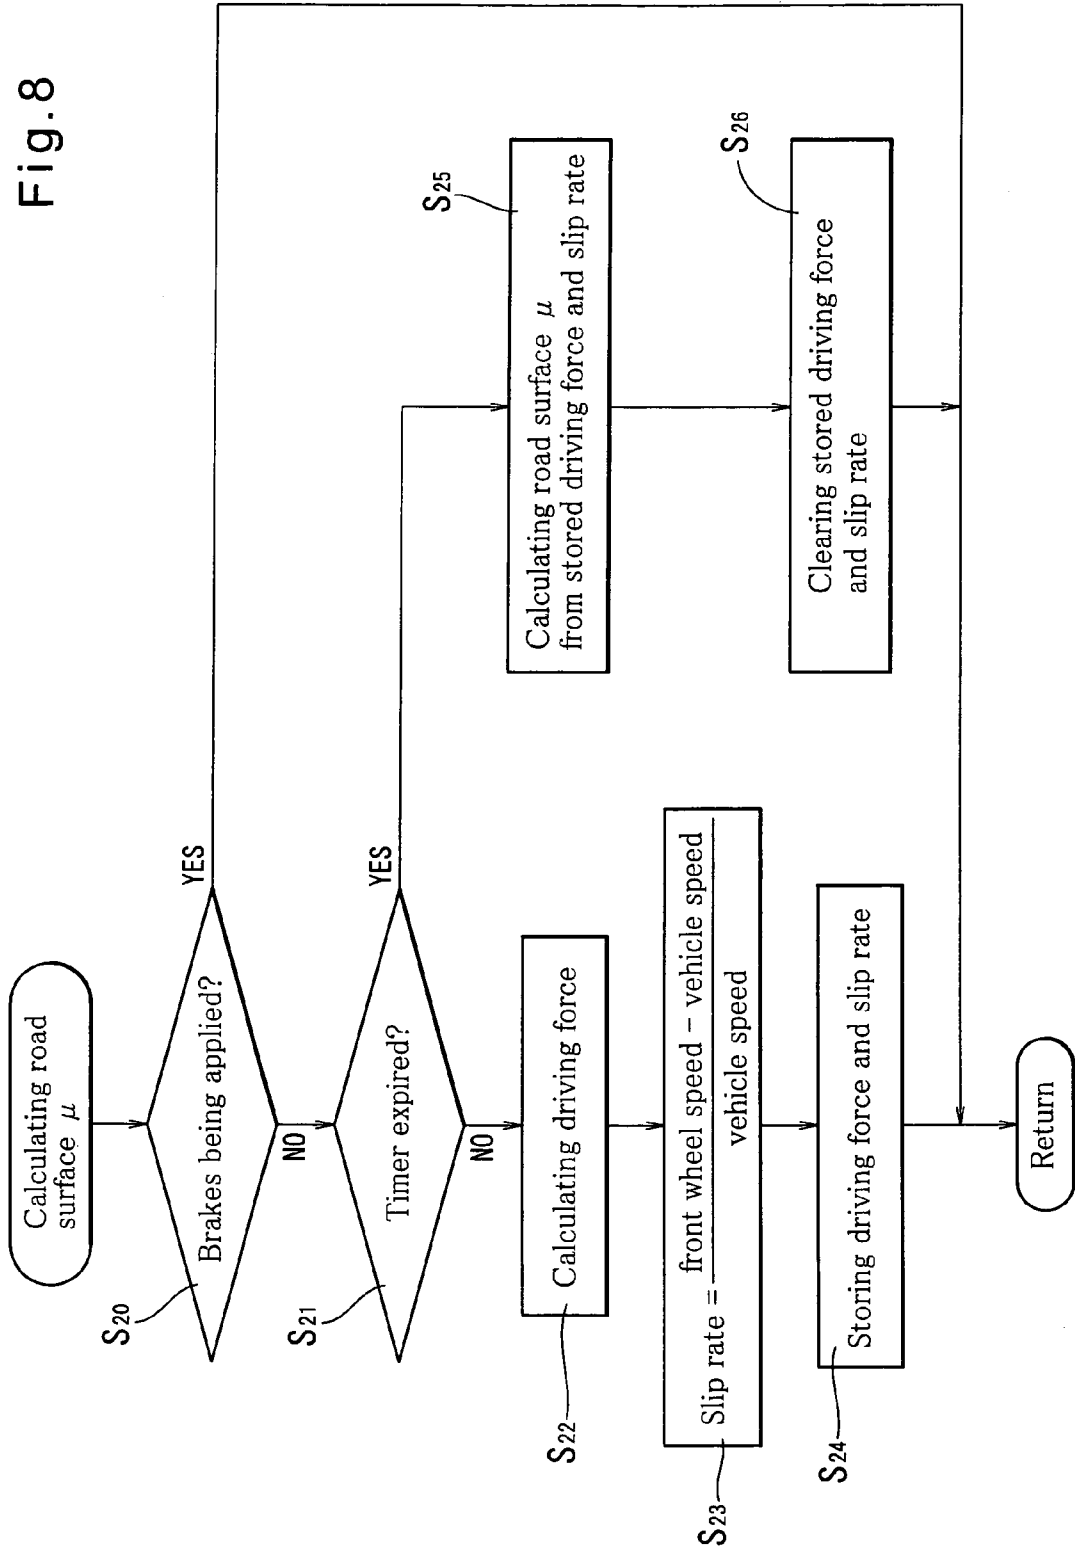 Fig.8
Calculating road
surface μ
S20
Brakes being applied?
YES
NO
S21
Timer expired?
YES
NO
S22
Calculating driving force
S23
Slip rate = front wheel speed − vehicle speed
vehicle speed
S24
Storing driving force and slip rate
S25
Calculating road surface μ
from stored driving force and slip rate
S26
Clearing stored driving force
and slip rate
Return